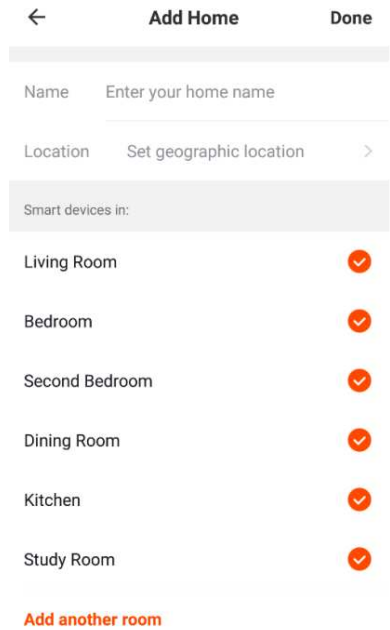 Add Home Done
Name Enter your home name
Location Set geographic location
Smart devices in:
Living Room
Bedroom
Second Bedroom
Dining Room
Kitchen
Study Room
Add another room